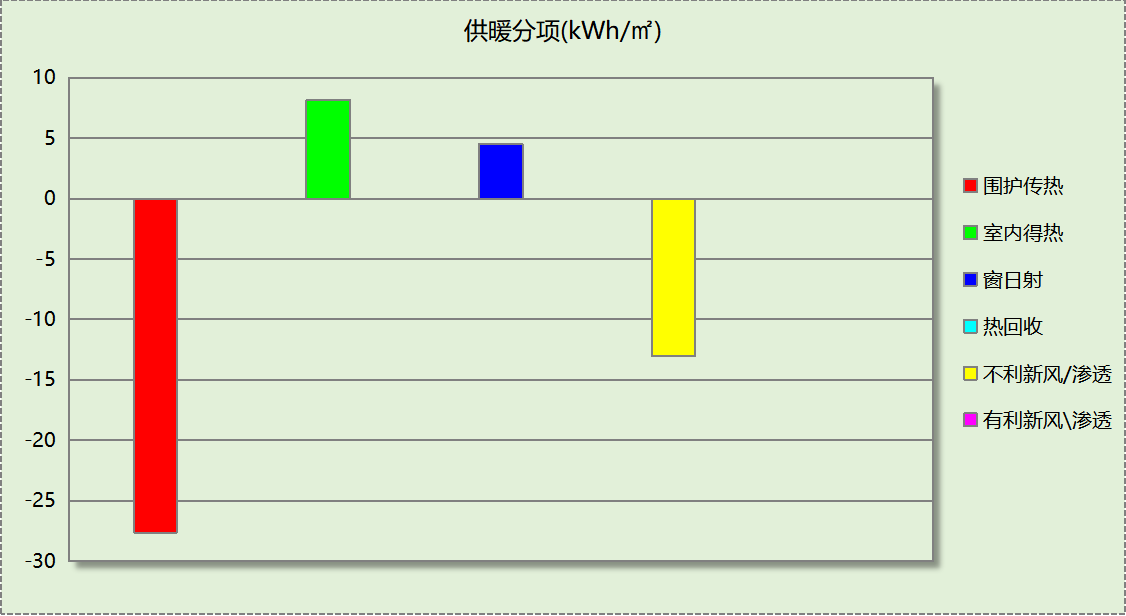 供暖分项(kWh/㎡)
10
5
0
-5
-10
-15
-20
-25
-30
围护传热
室内得热
窗日射
热回收
不利新风/渗透
有利新风\渗透